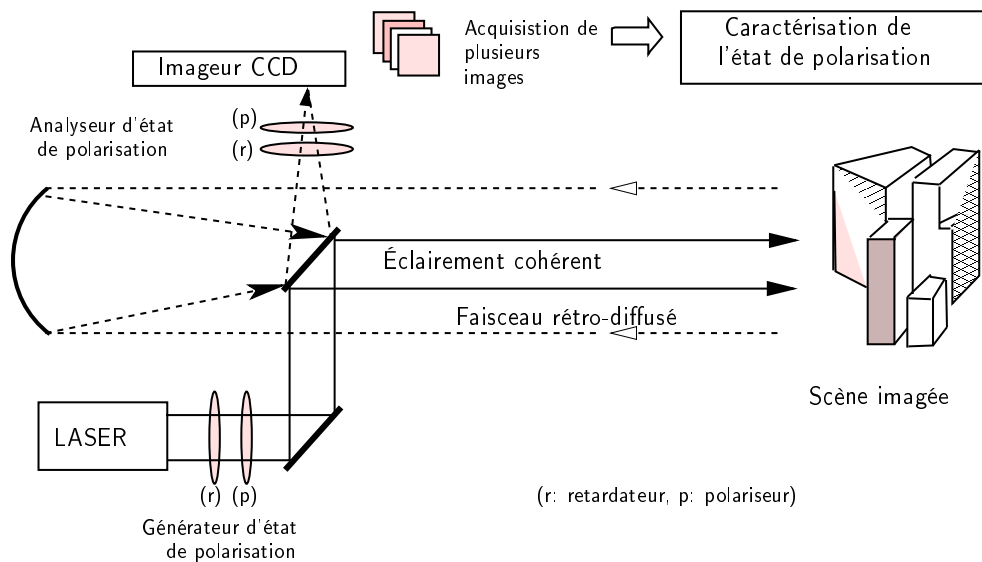 Acquisistion de
plusieurs
images
Caractérisation de
l'état de polarisation
Imageur CCD
(p)
(r)
Analyseur d'état
de polarisation
Éclairement cohérent
Faisceau rétro-diffusé
Scène imagée
LASER
(r) (p)
Générateur d'état
de polarisation
(r: retardateur, p: polariseur)